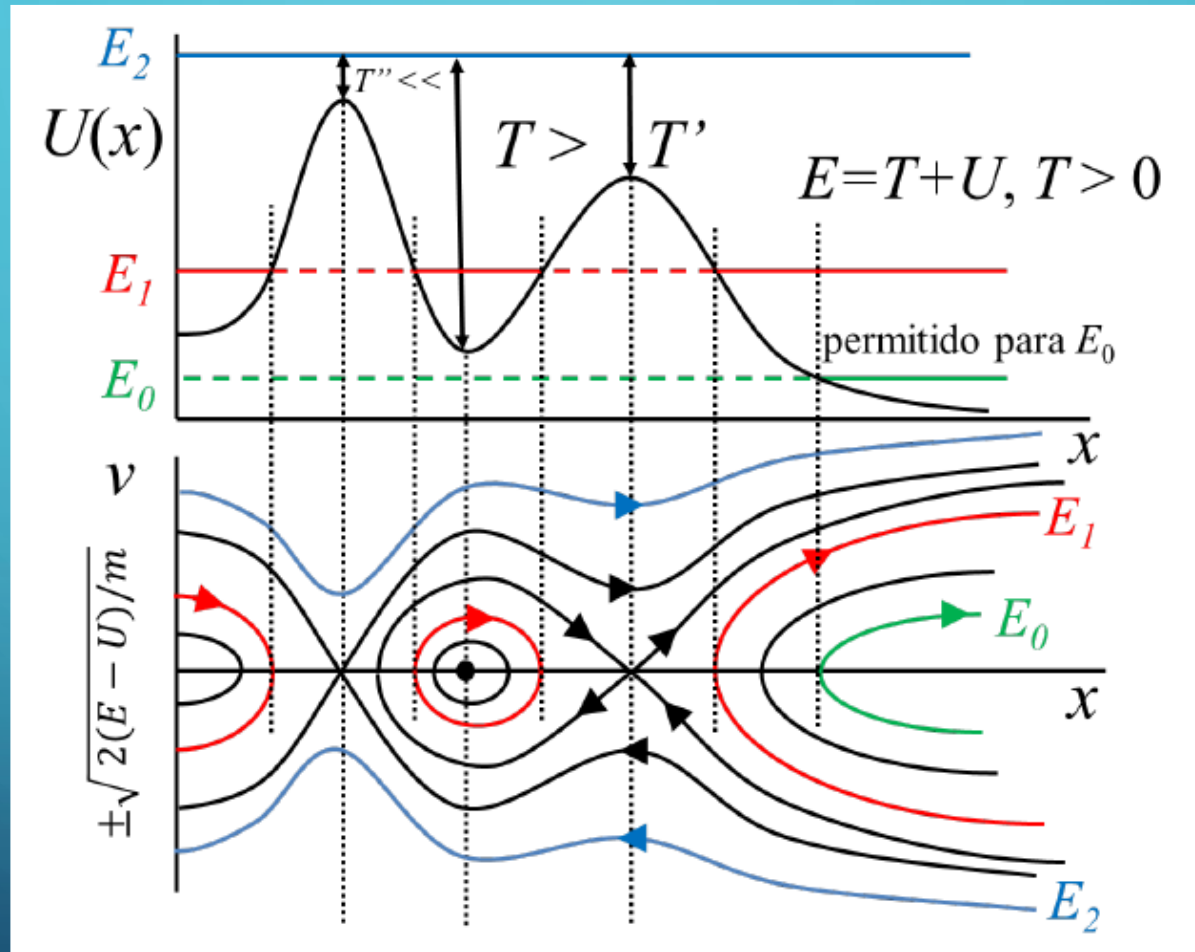 E₂
T” <<
U(x)
T > T’
E=T+U, T > 0
E₁
permitido para E₀
E₀
x
v
±√2(E − U)/m
E₁
E₀
x
E₂